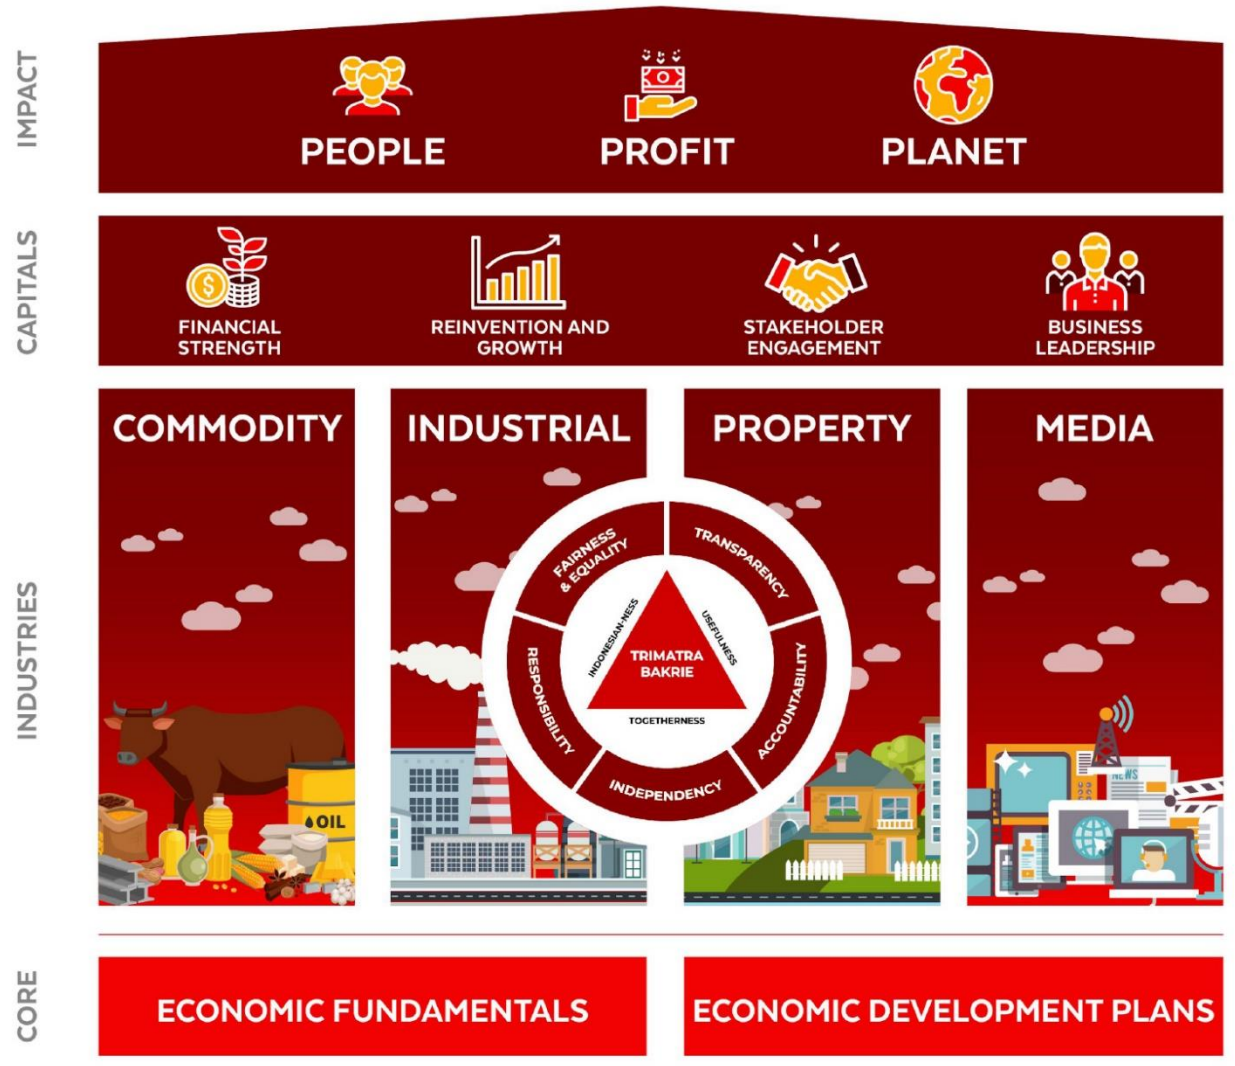 IMPACT
PEOPLE
PROFIT
PLANET
CAPITALS
FINANCIAL
STRENGTH
REINVENTION AND
GROWTH
STAKEHOLDER
ENGAGEMENT
BUSINESS
LEADERSHIP
INDUSTRIES
COMMODITY
INDUSTRIAL
PROPERTY
MEDIA
FAIRNESS
& EQUALITY
TRANSPARENCY
ACCOUNTABILITY
INDEPENDENCY
RESPONSIBILITY
INDONESIAN-NESS
USEFULNESS
TOGETHERNESS
TRIMATRA
BAKRIE
OIL
NEWS
CORE
ECONOMIC FUNDAMENTALS
ECONOMIC DEVELOPMENT PLANS